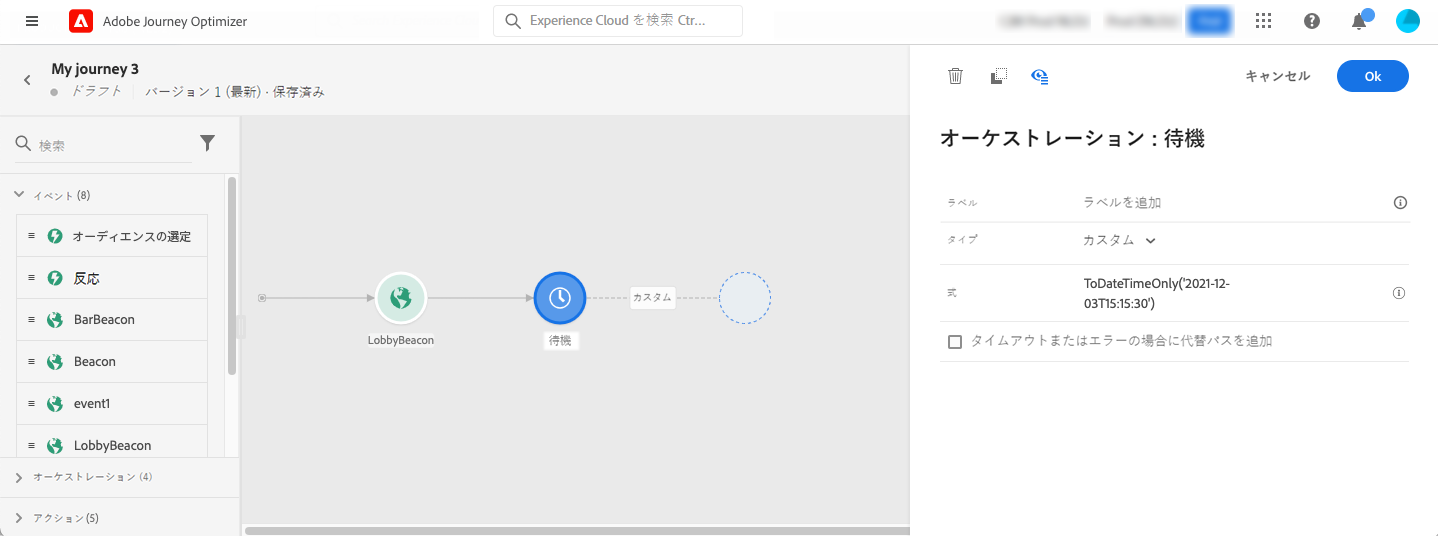 Adobe Journey Optimizer
Experience Cloud を検索 Ctr...
My journey 3
ドラフト
バージョン 1 (最新) · 保存済み
検索
イベント (8)
オーディエンスの選定
反応
BarBeacon
Beacon
event1
LobbyBeacon
オーケストレーション (4)
アクション (5)
LobbyBeacon
待機
カスタム
キャンセル
Ok
オーケストレーション : 待機
ラベル
ラベルを追加
タイプ
カスタム
式
ToDateTimeOnly('2021-12-
03T15:15:30')
タイムアウトまたはエラーの場合に代替パスを追加